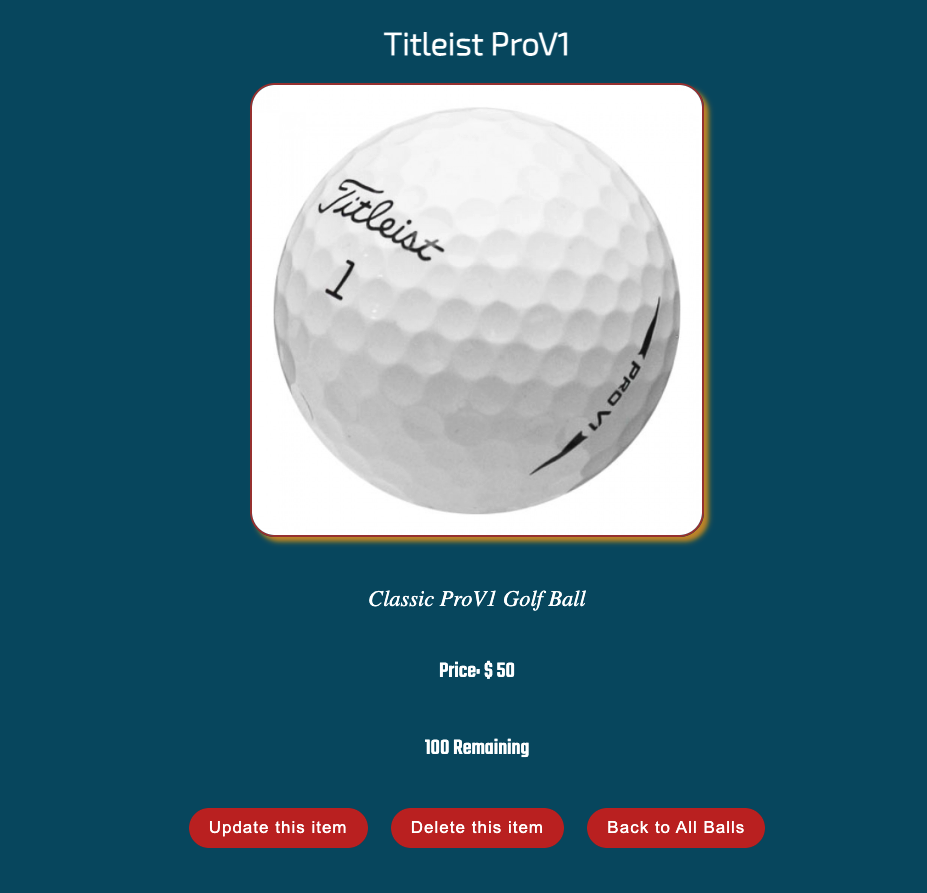 Titleist ProV1
Titleist
1
PRO V1
Classic ProV1 Golf Ball
Price: $ 50
100 Remaining
Update this item
Delete this item
Back to All Balls